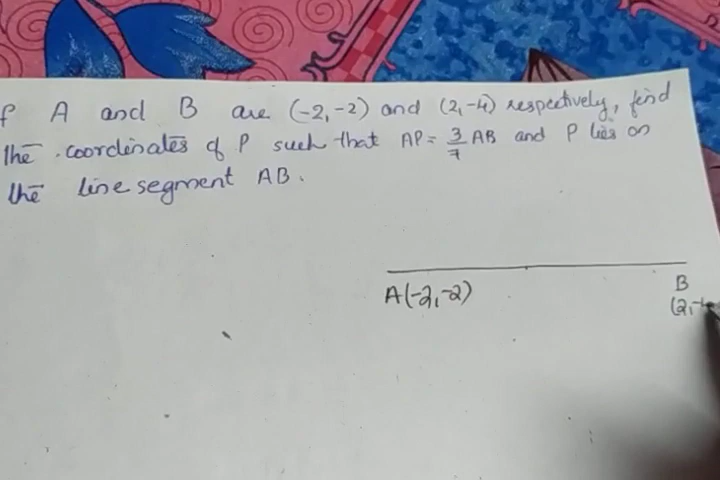 f A and B are (-2,-2) and (2,-4) respectively, find
the coordinates of P such that AP = 3/7 AB and P lies on
the line segment AB.
A(-2,-2)
B
(2,-